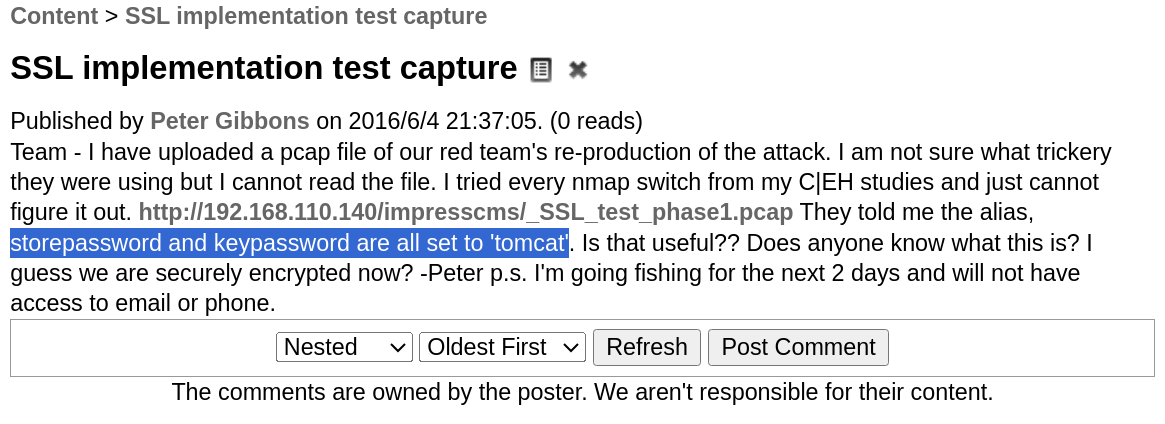 Content > SSL implementation test capture
SSL implementation test capture
Published by Peter Gibbons on 2016/6/4 21:37:05. (0 reads)
Team - I have uploaded a pcap file of our red team's re-production of the attack. I am not sure what trickery
they were using but I cannot read the file. I tried every nmap switch from my C|EH studies and just cannot
figure it out. http://192.168.110.140/impresscms/_SSL_test_phase1.pcap They told me the alias,
storepassword and keypassword are all set to 'tomcat'. Is that useful?? Does anyone know what this is? I
guess we are securely encrypted now? -Peter p.s. I'm going fishing for the next 2 days and will not have
access to email or phone.
Nested Oldest First Refresh Post Comment
The comments are owned by the poster. We aren't responsible for their content.